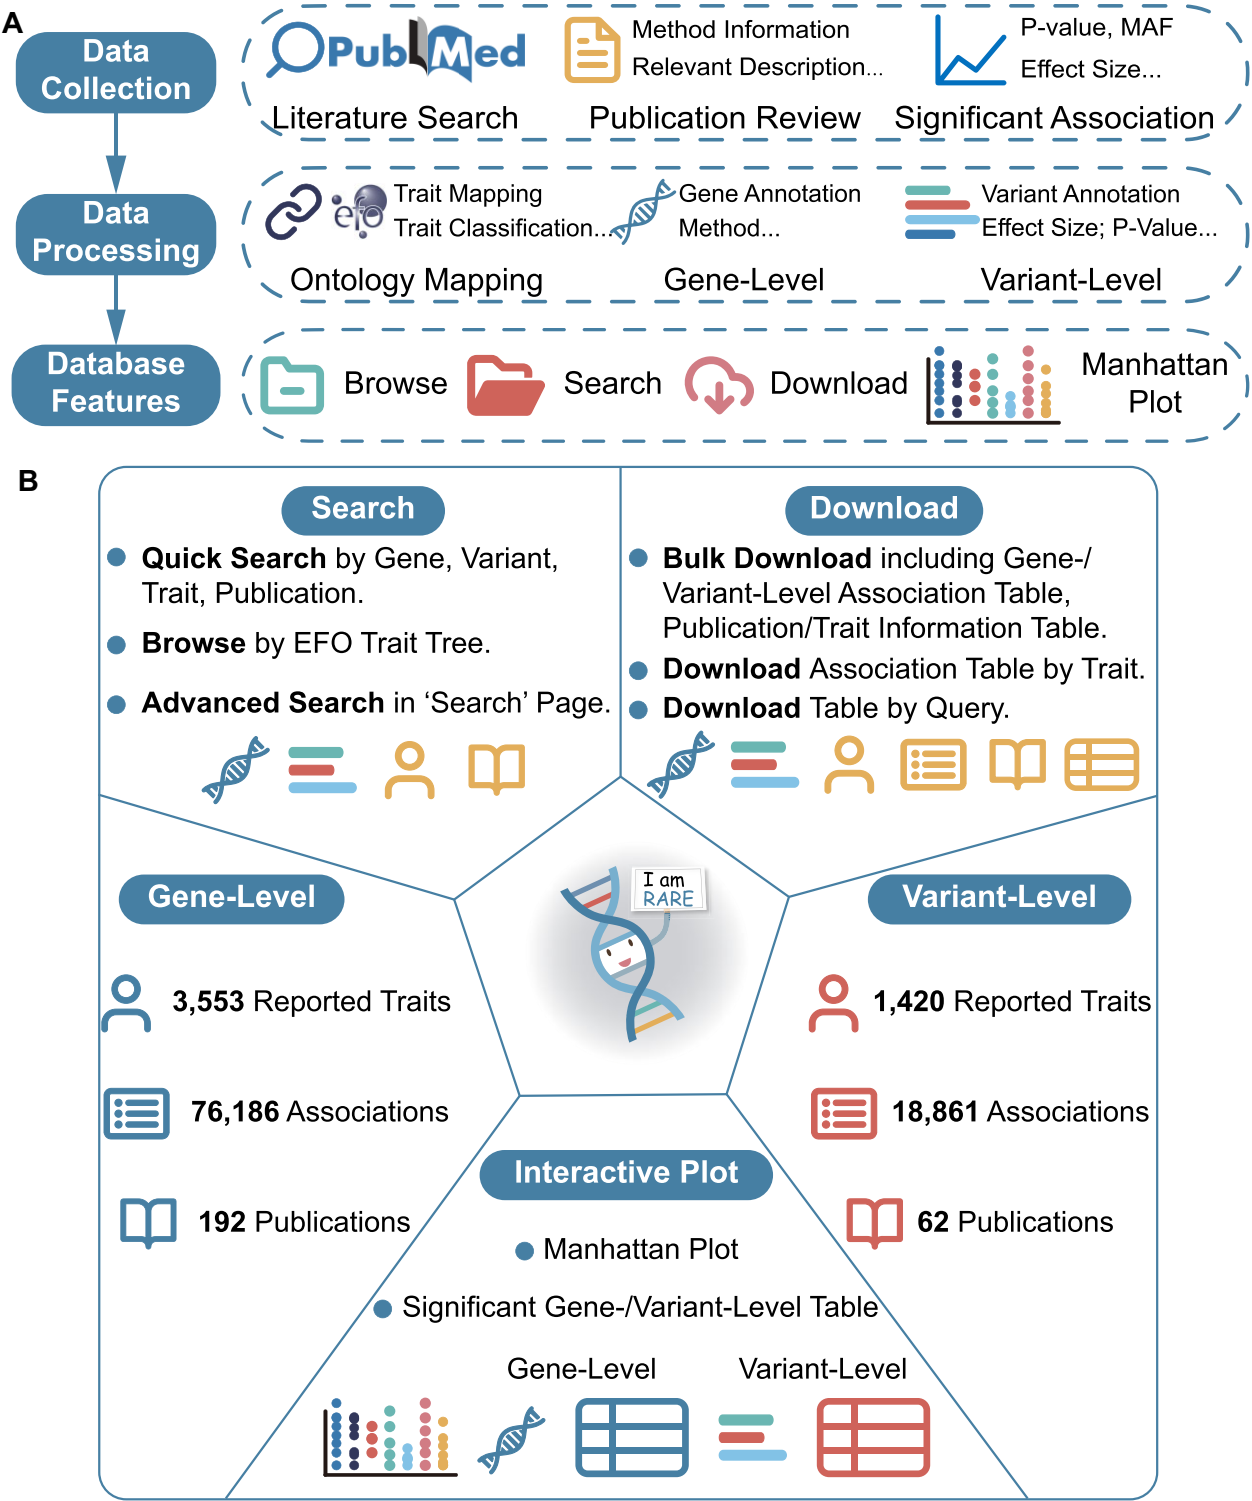 A
Data
Collection
PubMed
Method Information
Relevant Description...
P-value, MAF
Effect Size...
Literature Search
Publication Review
Significant Association
Data
Processing
efo
Trait Mapping
Trait Classification...
Gene Annotation
Method...
Variant Annotation
Effect Size; P-Value...
Ontology Mapping
Gene-Level
Variant-Level
Database
Features
Browse
Search
Download
Manhattan
Plot
B
Search
Quick Search by Gene, Variant,
Trait, Publication.
Browse by EFO Trait Tree.
Advanced Search in ‘Search’ Page.
Download
Bulk Download including Gene-/
Variant-Level Association Table,
Publication/Trait Information Table.
Download Association Table by Trait.
Download Table by Query.
I am
RARE
Gene-Level
3,553 Reported Traits
76,186 Associations
192 Publications
Variant-Level
1,420 Reported Traits
18,861 Associations
62 Publications
Interactive Plot
Manhattan Plot
Significant Gene-/Variant-Level Table
Gene-Level
Variant-Level